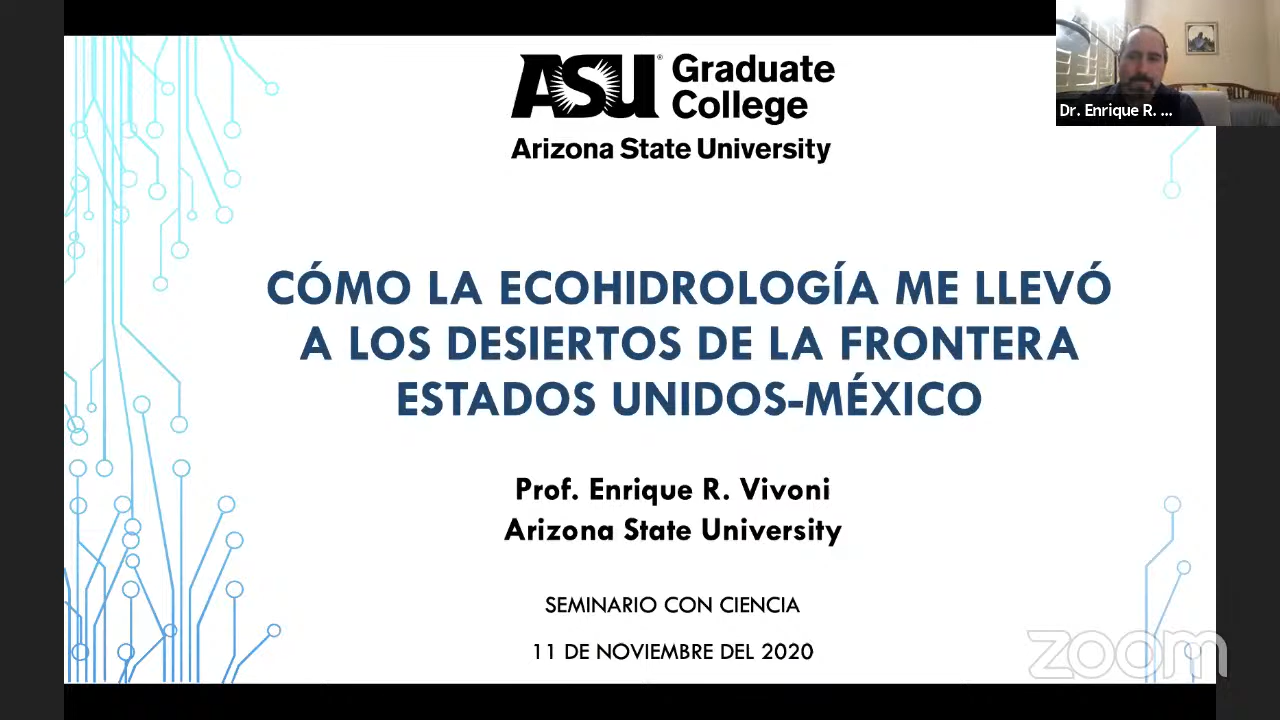 ASU® Graduate
College
Arizona State University
Dr. Enrique R. ...
CÓMO LA ECOHIDROLOGÍA ME LLEVÓ
A LOS DESIERTOS DE LA FRONTERA
ESTADOS UNIDOS-MÉXICO
Prof. Enrique R. Vivoni
Arizona State University
SEMINARIO CON CIENCIA
11 DE NOVIEMBRE DEL 2020
zoom